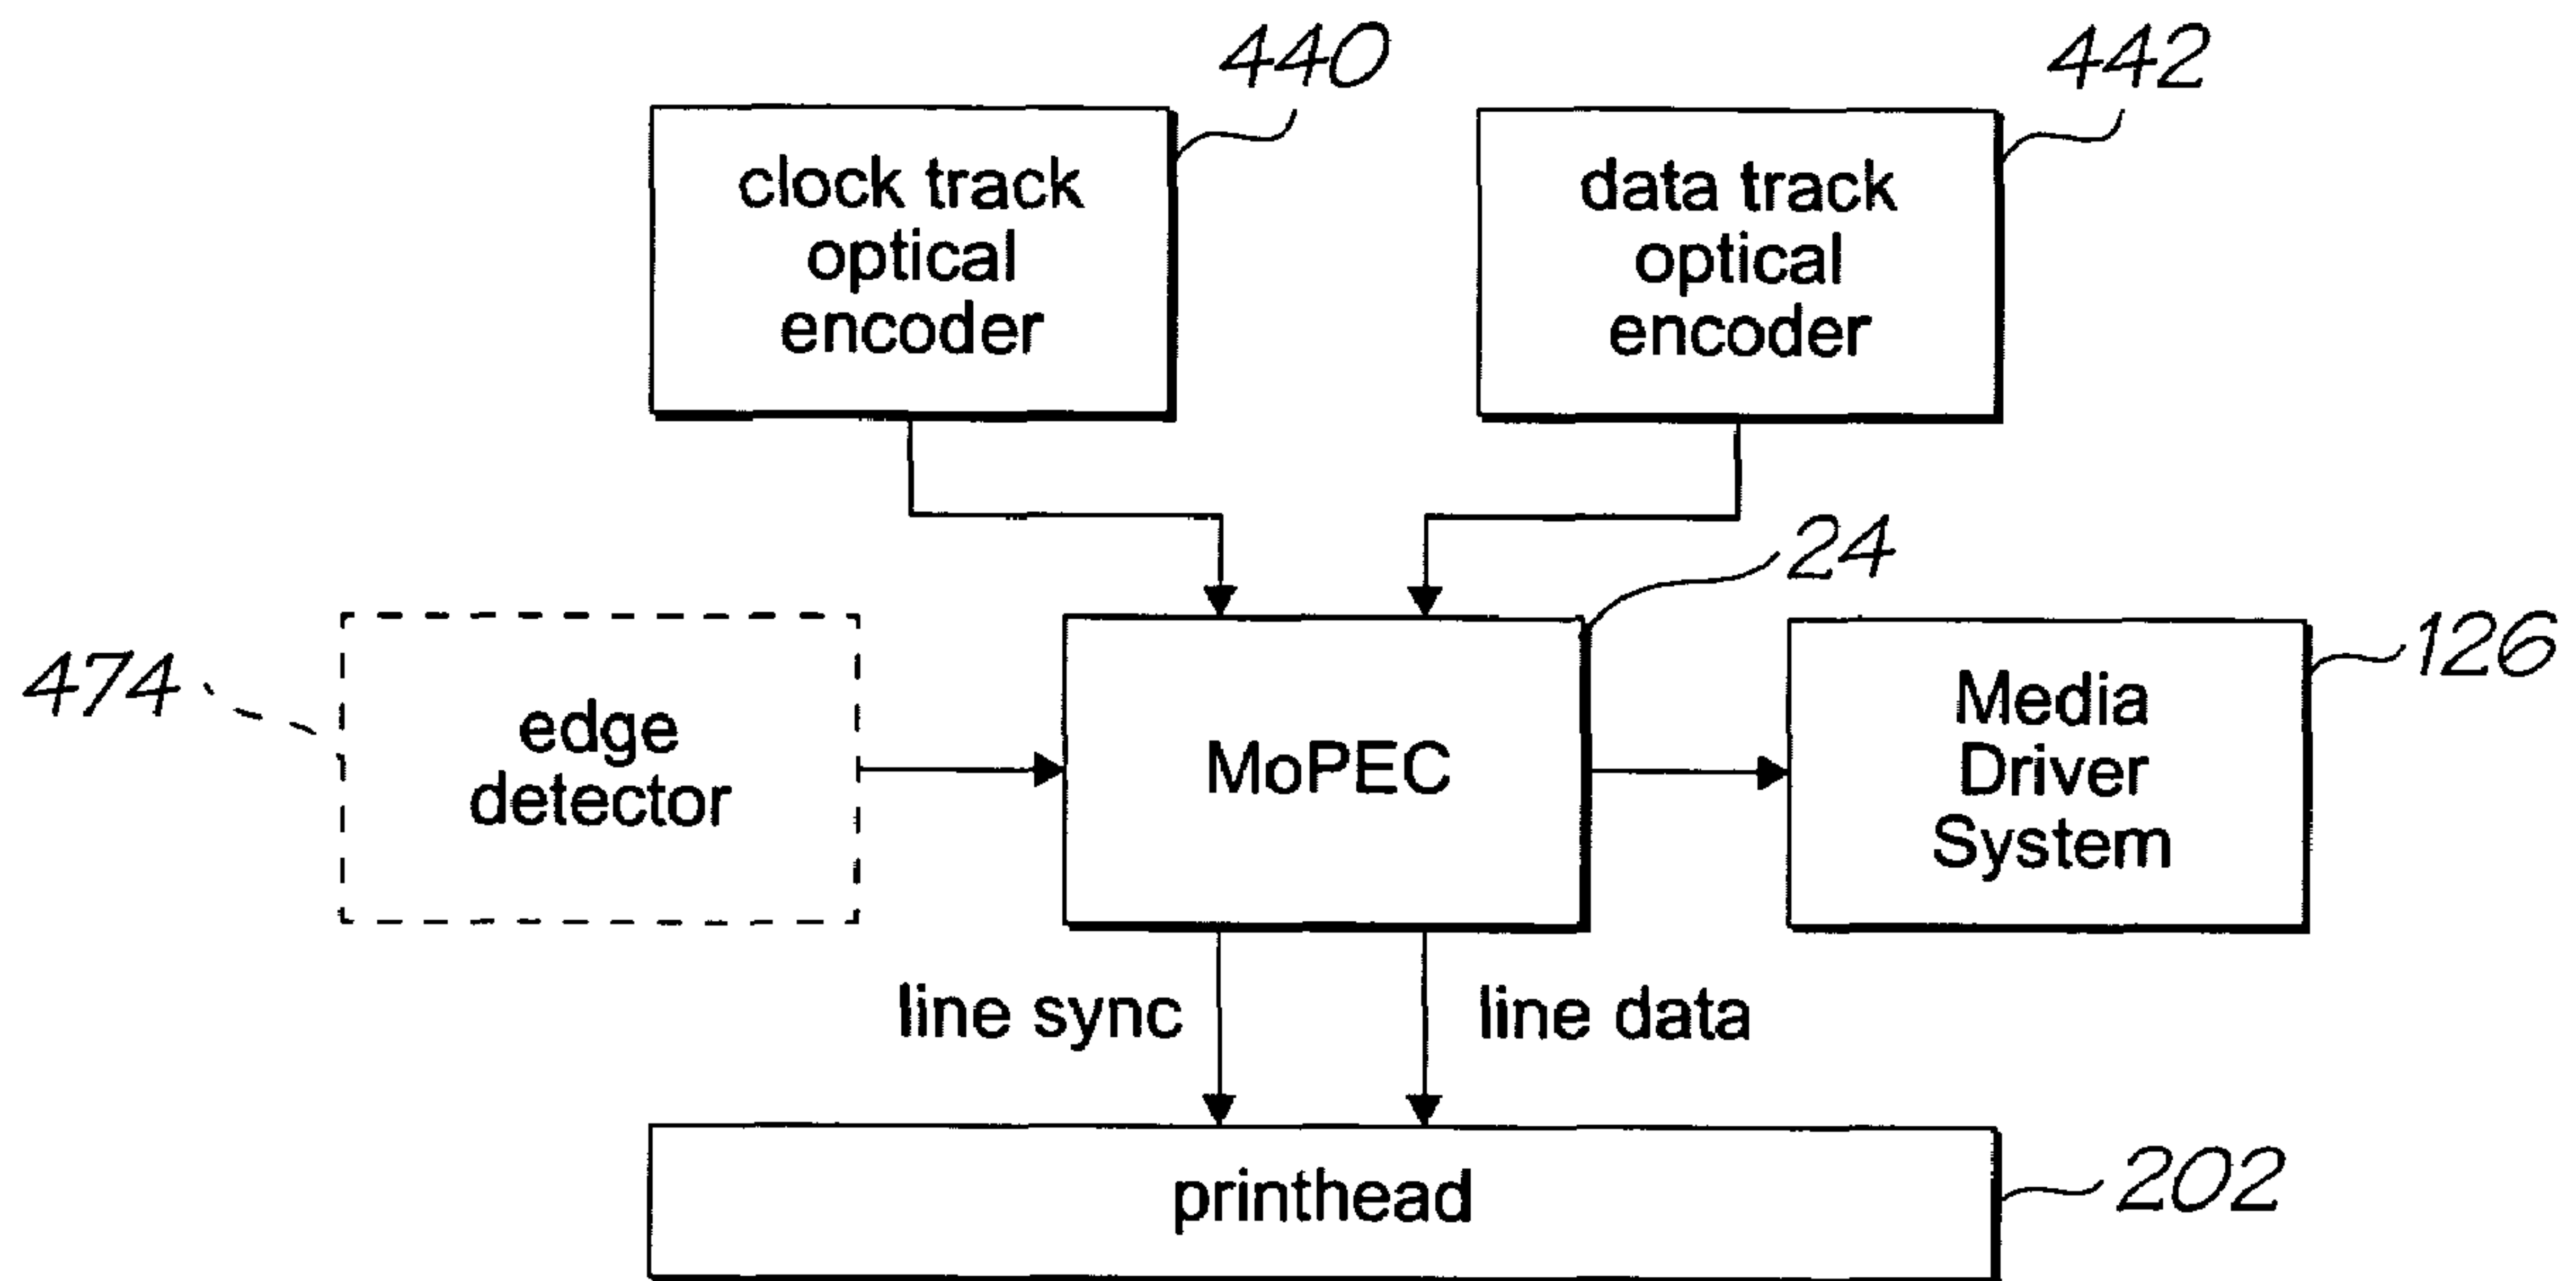 440
442
clock track
optical
encoder
data track
optical
encoder
24
474
edge
detector
MoPEC
Media
Driver
System
126
line sync
line data
printhead
202